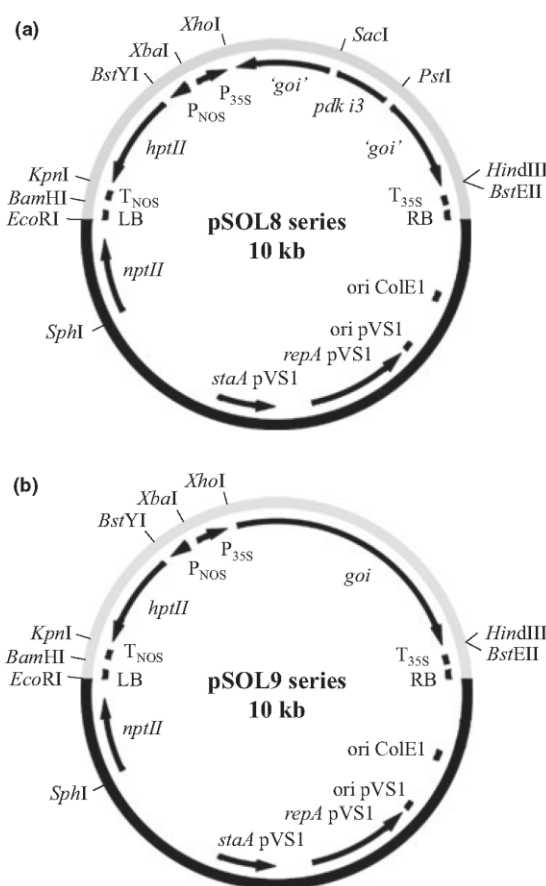 (a)
XhoI
XbaI
BstYI
SacI
PstI
'goi'
P35S
PNOS
pdk i3
'goi'
hptII
KpnI
BamHI
EcoRI
TNOS
LB
T35S
RB
HindIII
BstEII
pSOL8 series
10 kb
nptII
SphI
ori ColE1
ori pVS1
repA pVS1
staA pVS1
(b)
XhoI
XbaI
BstYI
P35S
PNOS
goi
hptII
KpnI
BamHI
EcoRI
TNOS
LB
T35S
RB
HindIII
BstEII
pSOL9 series
10 kb
nptII
SphI
ori ColE1
ori pVS1
repA pVS1
staA pVS1